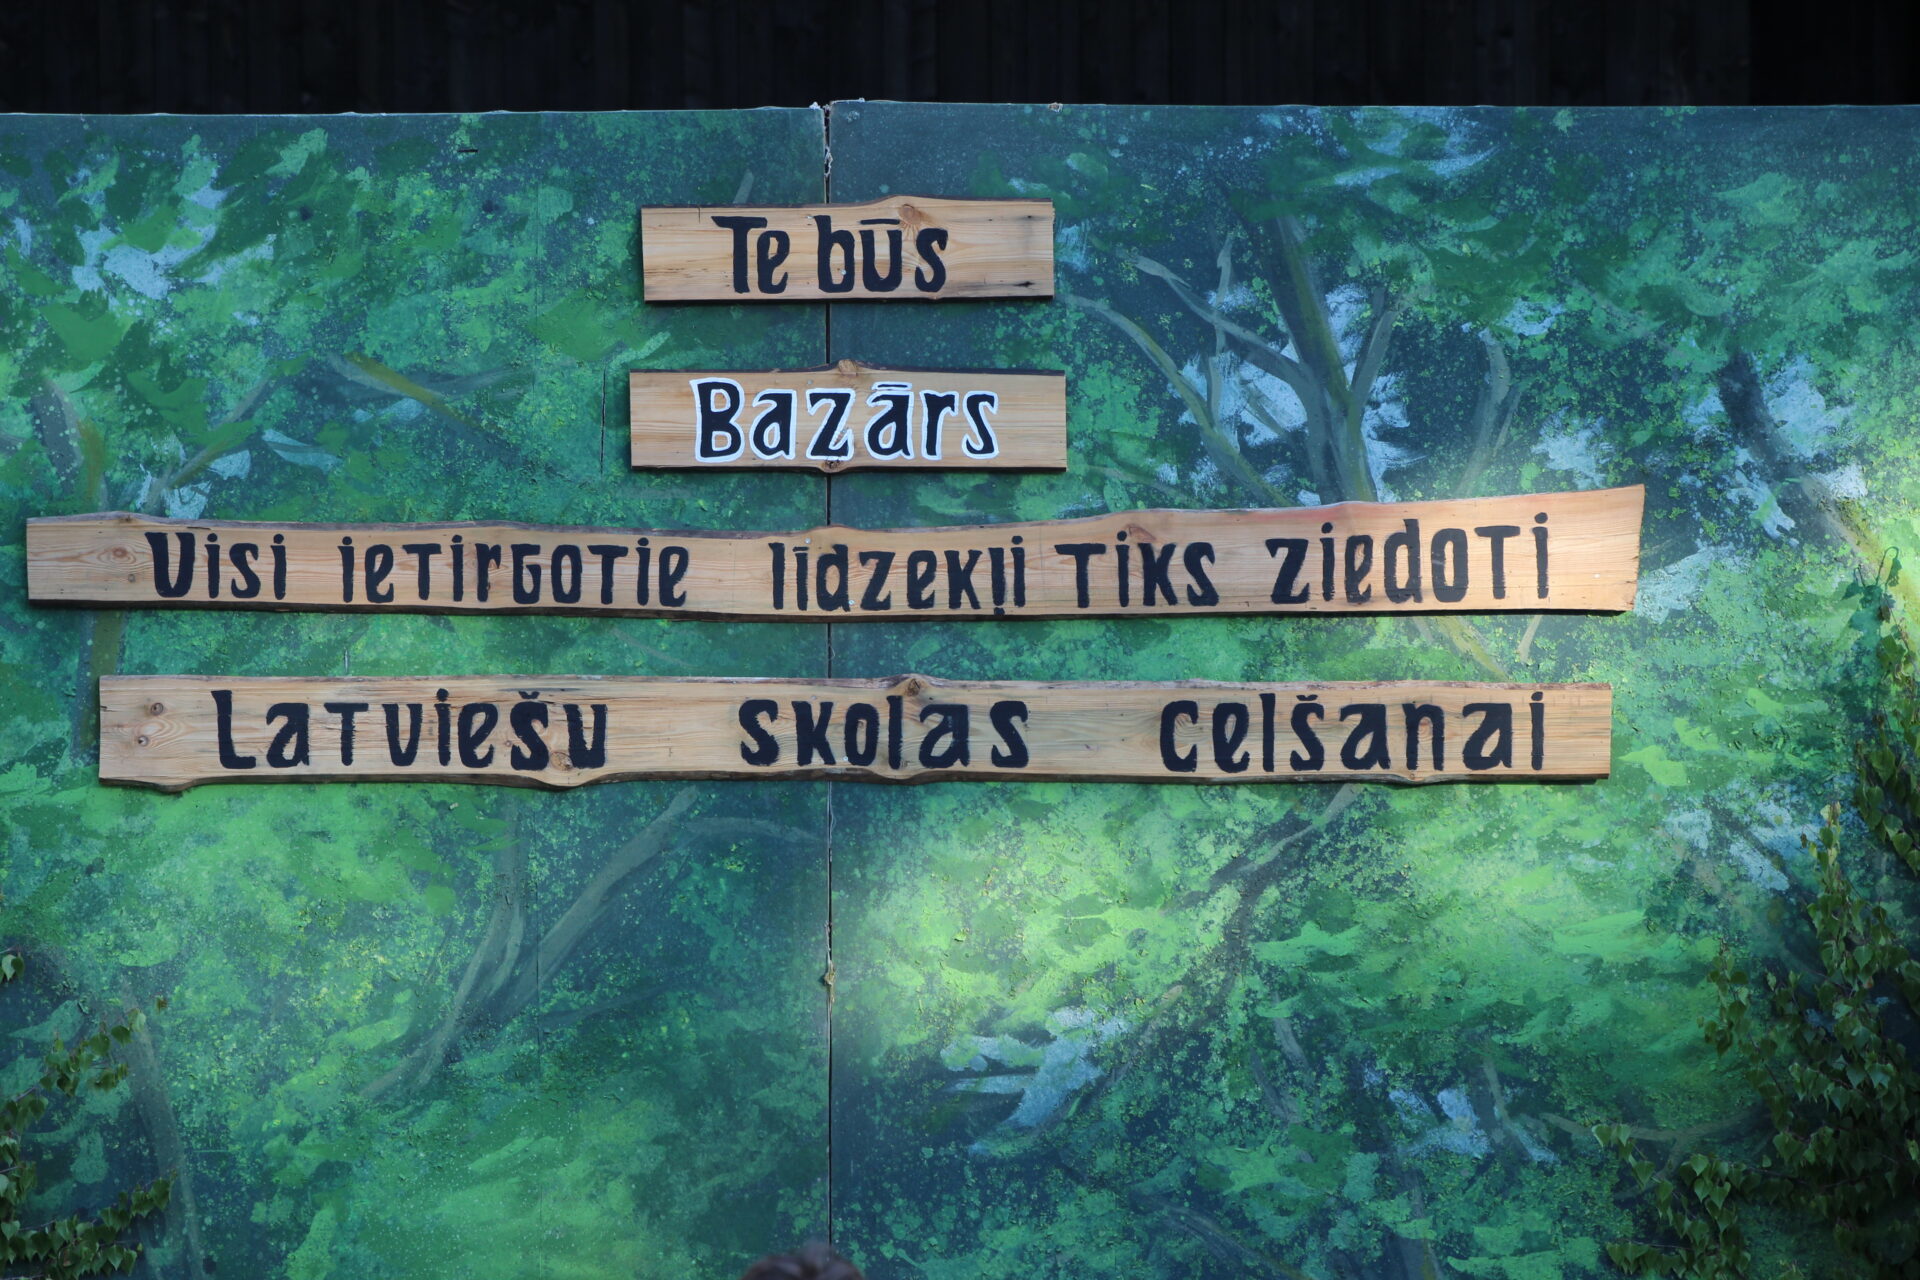 Te būs
Bazārs
Visi ietirgotie līdzekļi tiks ziedoti
Latviešu skolas celšanai